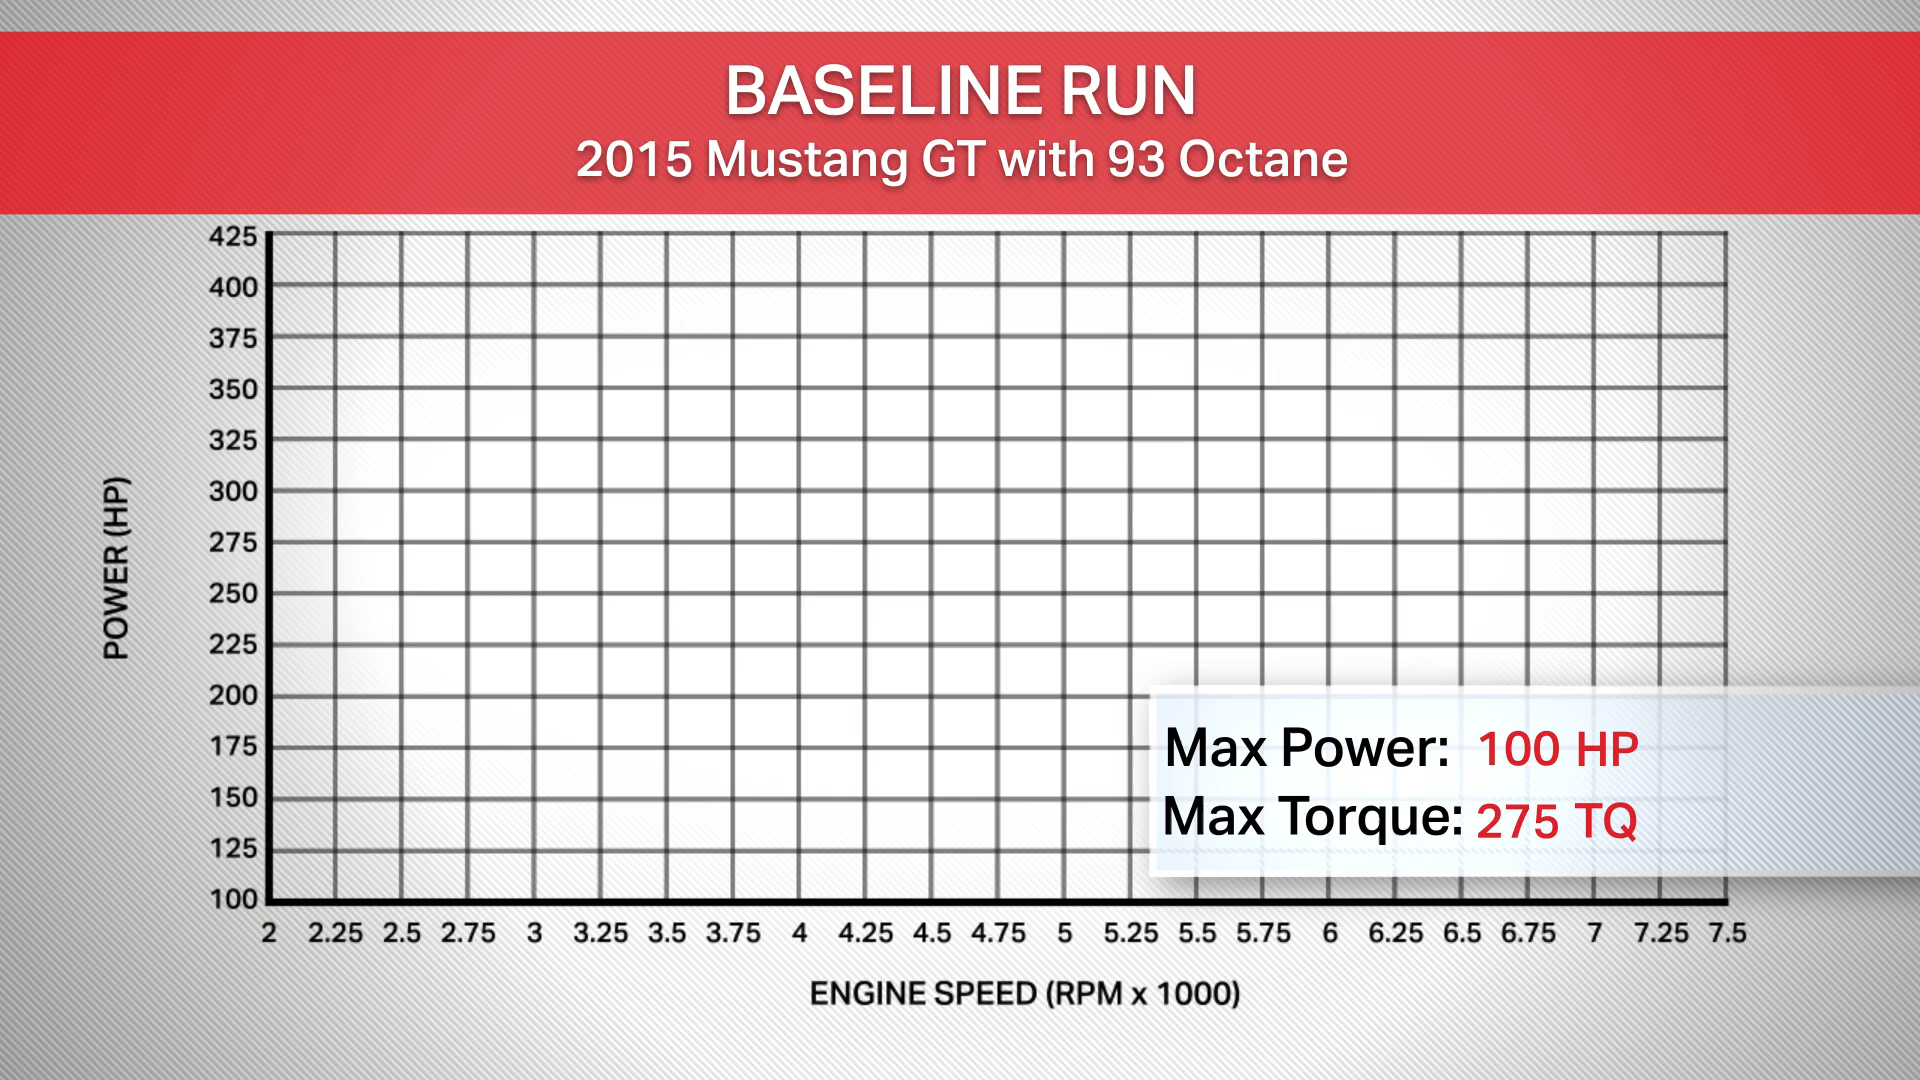 BASELINE RUN
2015 Mustang GT with 93 Octane
425
400
375
350
325
300
275
250
225
200
175
150
125
100
POWER (HP)
Max Power: 100 HP
Max Torque: 275 TQ
2 2.25 2.5 2.75 3 3.25 3.5 3.75 4 4.25 4.5 4.75 5 5.25 5.5 5.75 6 6.25 6.5 6.75 7 7.25 7.5
ENGINE SPEED (RPM x 1000)